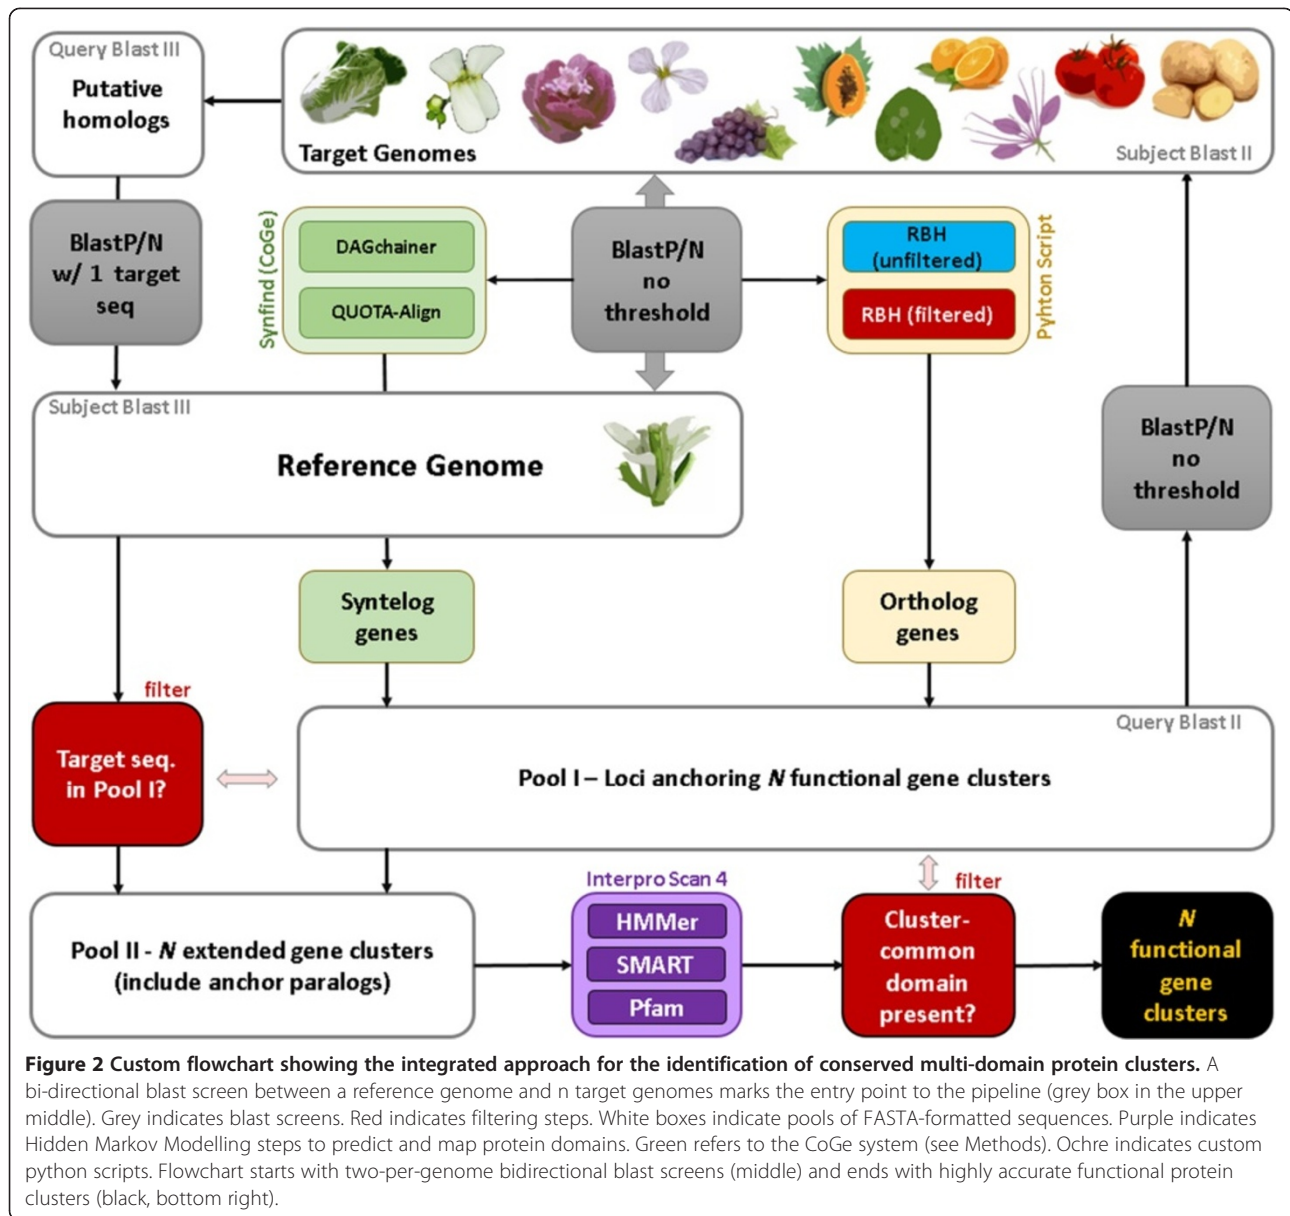 Query Blast III
Putative
homologs
Target Genomes
Subject Blast II
BlastP/N
w/ 1 target
seq
Synfind (CoGe)
DAGchainer
QUOTA-Align
BlastP/N
no
threshold
RBH
(unfiltered)
RBH (filtered)
Pyhton Script
Subject Blast III
Reference Genome
BlastP/N
no
threshold
Syntelog
genes
Ortholog
genes
filter
Target seq.
in Pool I?
Query Blast II
Pool I – Loci anchoring N functional gene clusters
Pool II - N extended gene clusters
(include anchor paralogs)
Interpro Scan 4
HMMer
SMART
Pfam
filter
Cluster-
common
domain
present?
N
functional
gene
clusters
Figure 2 Custom flowchart showing the integrated approach for the identification of conserved multi-domain protein clusters. A
bi-directional blast screen between a reference genome and n target genomes marks the entry point to the pipeline (grey box in the upper
middle). Grey indicates blast screens. Red indicates filtering steps. White boxes indicate pools of FASTA-formatted sequences. Purple indicates
Hidden Markov Modelling steps to predict and map protein domains. Green refers to the CoGe system (see Methods). Ochre indicates custom
python scripts. Flowchart starts with two-per-genome bidirectional blast screens (middle) and ends with highly accurate functional protein
clusters (black, bottom right).